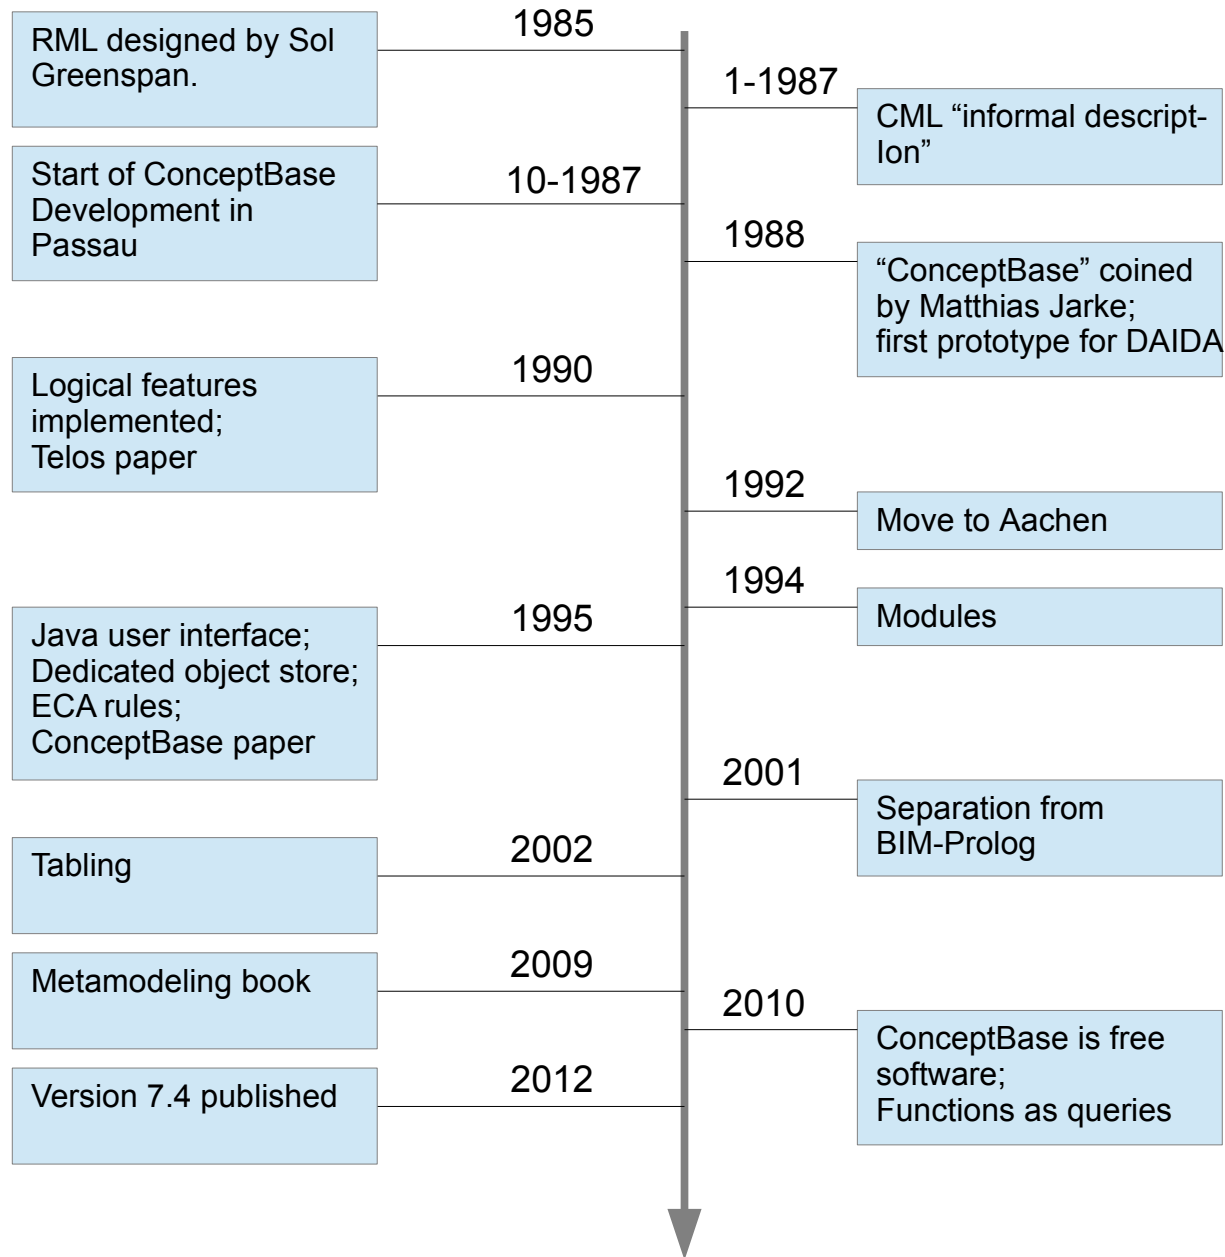 1985
RML designed by Sol
Greenspan.
1-1987
CML “informal descript-
Ion”
10-1987
Start of ConceptBase
Development in
Passau
1988
“ConceptBase” coined
by Matthias Jarke;
first prototype for DAIDA
1990
Logical features
implemented;
Telos paper
1992
Move to Aachen
1994
Modules
1995
Java user interface;
Dedicated object store;
ECA rules;
ConceptBase paper
2001
Separation from
BIM-Prolog
2002
Tabling
2009
Metamodeling book
2010
ConceptBase is free
software;
Functions as queries
2012
Version 7.4 published